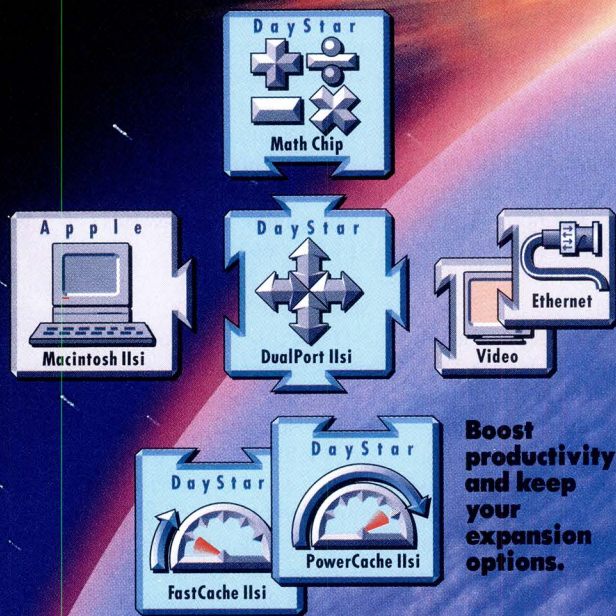 DayStar
Math Chip
Apple
Macintosh IIsi
DayStar
DualPort IIsi
Ethernet
Video
DayStar
FastCache IIsi
DayStar
PowerCache IIsi
Boost
productivity
and keep
your
expansion
options.